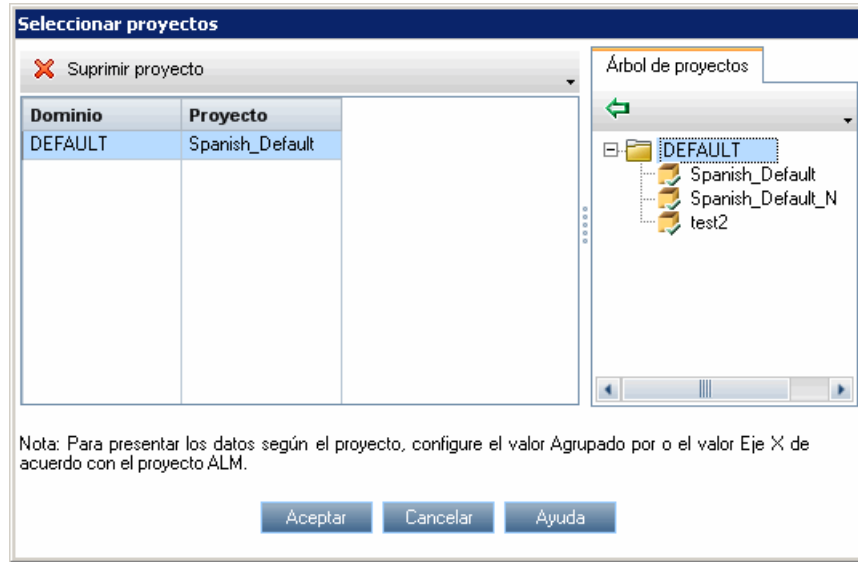 Seleccionar proyectos
Suprimir proyecto
Dominio Proyecto
DEFAULT Spanish_Default
Árbol de proyectos
DEFAULT
Spanish_Default
Spanish_Default_N
test2
Nota: Para presentar los datos según el proyecto, configure el valor Agrupado por o el valor Eje X de
acuerdo con el proyecto ALM.
Aceptar Cancelar Ayuda